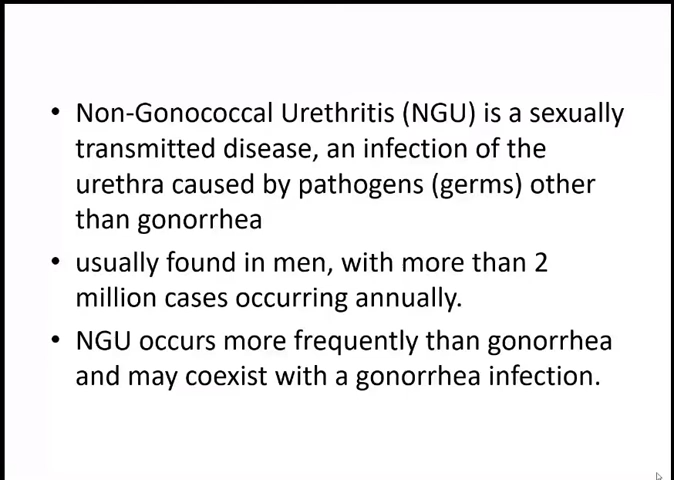 • Non-Gonococcal Urethritis (NGU) is a sexually
transmitted disease, an infection of the
urethra caused by pathogens (germs) other
than gonorrhea
• usually found in men, with more than 2
million cases occurring annually.
• NGU occurs more frequently than gonorrhea
and may coexist with a gonorrhea infection.